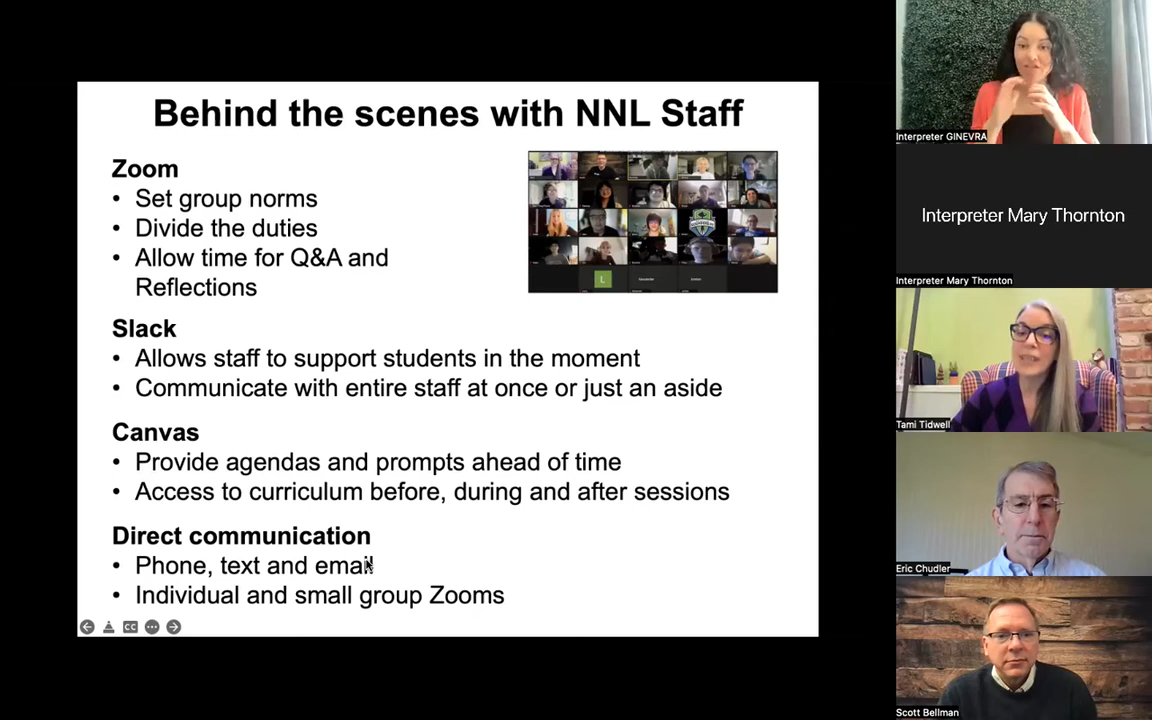 Behind the scenes with NNL Staff
Zoom
• Set group norms
• Divide the duties
• Allow time for Q&A and
Reflections
Slack
• Allows staff to support students in the moment
• Communicate with entire staff at once or just an aside
Canvas
• Provide agendas and prompts ahead of time
• Access to curriculum before, during and after sessions
Direct communication
• Phone, text and email
• Individual and small group Zooms
L
CC
Interpreter GINEVRA
Interpreter Mary Thornton
Interpreter Mary Thornton
Tami Tidwell
Eric Chudler
Scott Bellman